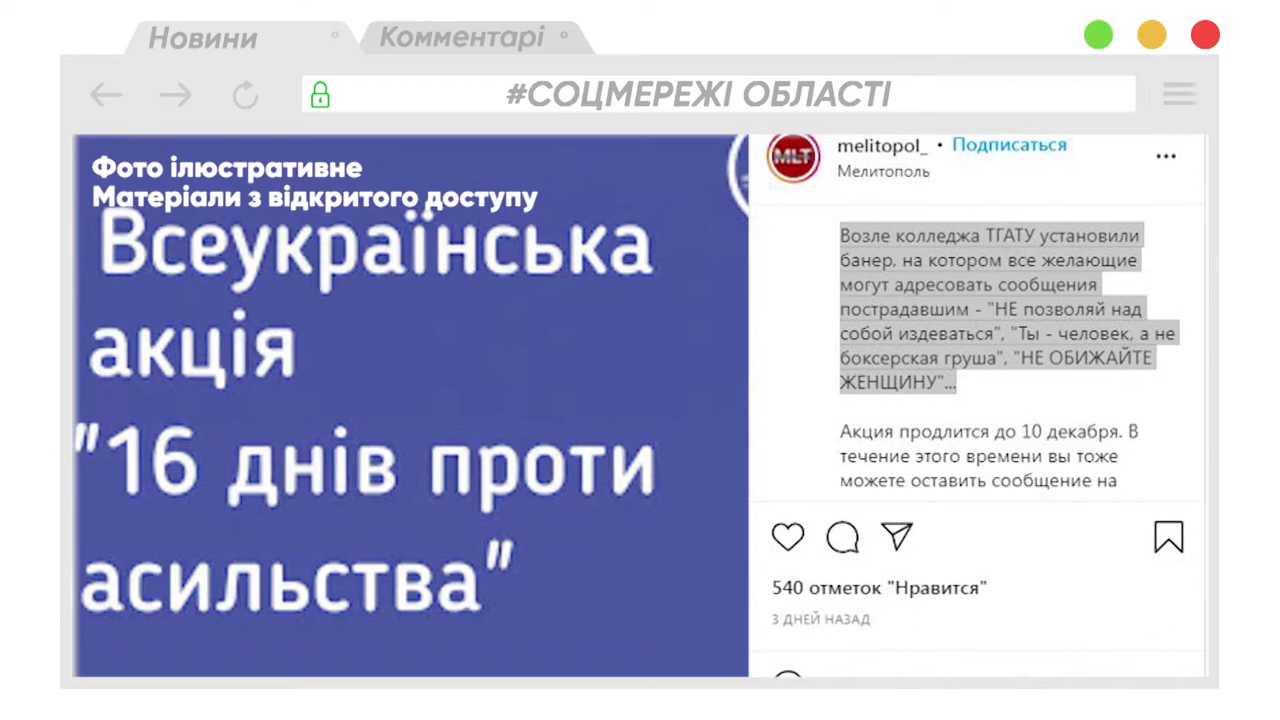 Новини
Комментарі
#СОЦМЕРЕЖІ ОБЛАСТІ
Фото ілюстративне
Матеріали з відкритого доступу
Всеукраїнська
акція
"16 днів проти
асильства"
MLT
melitopol_ • Подписаться
Мелитополь
Возле колледжа ТГАТУ установили
банер, на котором все желающие
могут адресовать сообщения
пострадавшим - "НЕ позволяй над
собой издеваться", "Ты - человек, а не
боксерская груша", "НЕ ОБИЖАЙТЕ
ЖЕНЩИНУ"...
Акция продлится до 10 декабря. В
течение этого времени вы тоже
можете оставить сообщение на
540 отметок "Нравится"
3 ДНЕЙ НАЗАД